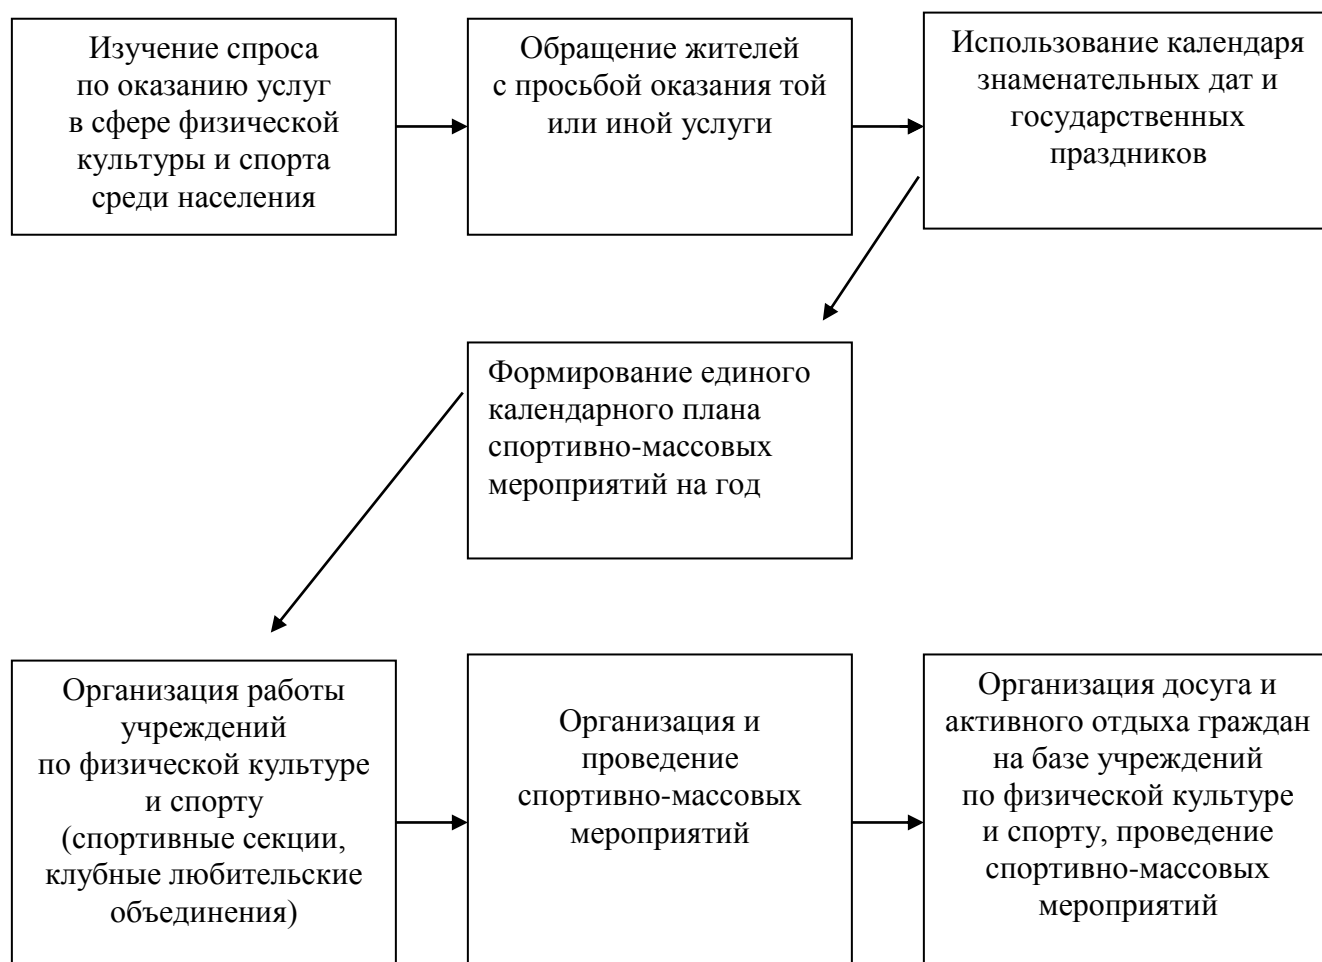 Изучение спроса
по оказанию услуг
в сфере физической
культуры и спорта
среди населения
Обращение жителей
с просьбой оказания той
или иной услуги
Использование календаря
знаменательных дат и
государственных
праздников
Формирование единого
календарного плана
спортивно-массовых
мероприятий на год
Организация работы
учреждений
по физической культуре
и спорту
(спортивные секции,
клубные любительские
объединения)
Организация и
проведение
спортивно-массовых
мероприятий
Организация досуга и
активного отдыха граждан
на базе учреждений
по физической культуре
и спорту, проведение
спортивно-массовых
мероприятий